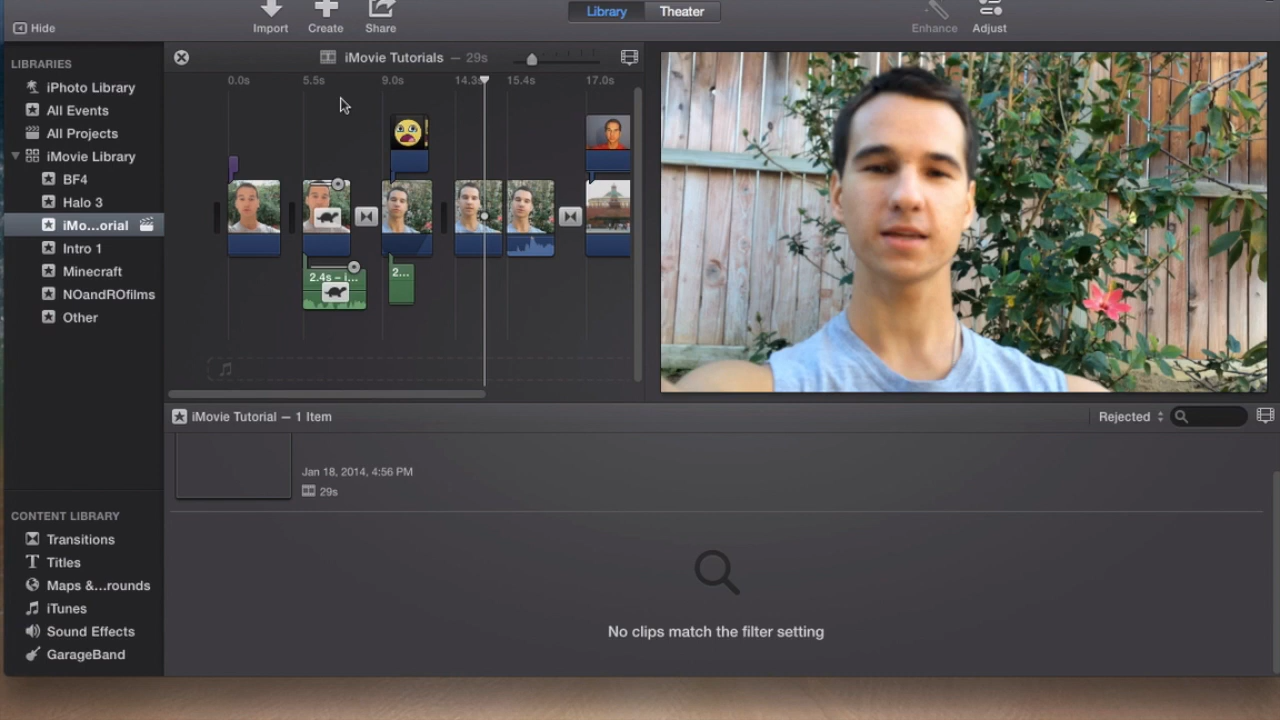 Hide
Import
Create
Share
Library
Theater
Enhance
Adjust
LIBRARIES
iPhoto Library
All Events
All Projects
iMovie Library
BF4
Halo 3
iMo...orial
Intro 1
Minecraft
NOandROfilms
Other
CONTENT LIBRARY
Transitions
Titles
Maps &...rounds
iTunes
Sound Effects
GarageBand
iMovie Tutorials — 29s
0.0s
5.5s
9.0s
14.3s
15.4s
17.0s
2.4s – i...
2...
iMovie Tutorial — 1 Item
Rejected
Jan 18, 2014, 4:56 PM
29s
No clips match the filter setting